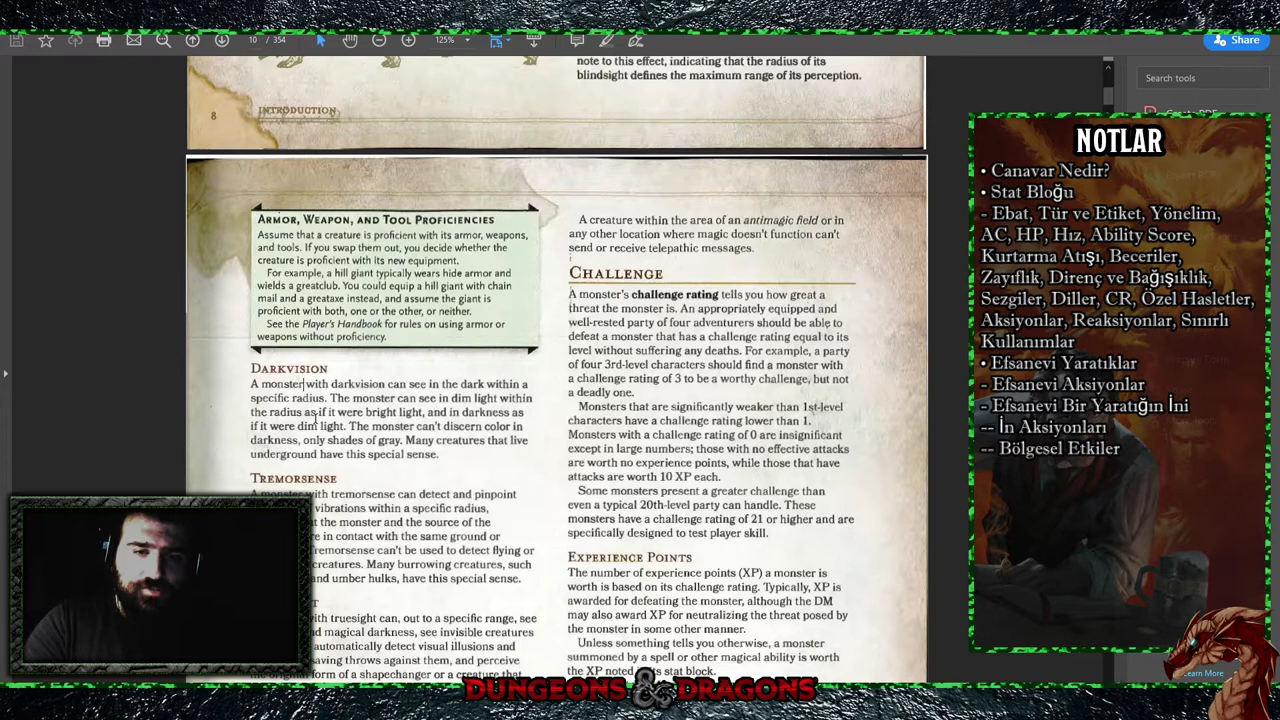 10 / 354
125%
Share
Search tools
note to this effect, indicating that the radius of its
blindsight defines the maximum range of its perception.
8
INTRODUCTION
ARMOR, WEAPON, AND TOOL PROFICIENCIES
Assume that a creature is proficient with its armor, weapons,
and tools. If you swap them out, you decide whether the
creature is proficient with its new equipment.
For example, a hill giant typically wears hide armor and
wields a greatclub. You could equip a hill giant with chain
mail and a greataxe instead, and assume the giant is
proficient with both, one or the other, or neither.
See the Player's Handbook for rules on using armor or
weapons without proficiency.
DARKVISION
A monster with darkvision can see in the dark within a
specific radius. The monster can see in dim light within
the radius as if it were bright light, and in darkness as
if it were dim light. The monster can't discern color in
darkness, only shades of gray. Many creatures that live
underground have this special sense.
TREMORSENSE
A monster with tremorsense can detect and pinpoint
vibrations within a specific radius,
t the monster and the source of the
re in contact with the same ground or
remorsense can't be used to detect flying or
creatures. Many burrowing creatures, such
and umber hulks, have this special sense.
T
with truesight can, out to a specific range, see
d magical darkness, see invisible creatures
automatically detect visual illusions and
saving throws against them, and perceive
form of a shapechanger or a creature that
A creature within the area of an antimagic field or in
any other location where magic doesn't function can't
send or receive telepathic messages.
CHALLENGE
A monster's challenge rating tells you how great a
threat the monster is. An appropriately equipped and
well-rested party of four adventurers should be able to
defeat a monster that has a challenge rating equal to its
level without suffering any deaths. For example, a party
of four 3rd-level characters should find a monster with
a challenge rating of 3 to be a worthy challenge, but not
a deadly one.
Monsters that are significantly weaker than 1st-level
characters have a challenge rating lower than 1.
Monsters with a challenge rating of 0 are insignificant
except in large numbers; those with no effective attacks
are worth no experience points, while those that have
attacks are worth 10 XP each.
Some monsters present a greater challenge than
even a typical 20th-level party can handle. These
monsters have a challenge rating of 21 or higher and are
specifically designed to test player skill.
EXPERIENCE POINTS
The number of experience points (XP) a monster is
worth is based on its challenge rating. Typically, XP is
awarded for defeating the monster, although the DM
may also award XP for neutralizing the threat posed by
the monster in some other manner.
Unless something tells you otherwise, a monster
summoned by a spell or other magical ability is worth
the XP noted in its stat block.
NOTLAR
• Canavar Nedir?
• Stat Bloğu
- Ebat, Tür ve Etiket, Yönelim,
AC, HP, Hız, Ability Score,
Kurtarma Atışı, Beceriler,
Zayıflık, Direnç ve Bağışıklık,
Sezgiler, Diller, CR, Özel Hasletler,
Aksiyonlar, Reaksiyonlar, Sınırlı
Kullanımlar
• Efsanevi Yaratıklar
- Efsanevi Aksiyonlar
- Efsanevi Bir Yaratığın İni
-- İn Aksiyonları
-- Bölgesel Etkiler
Learn More
DUNGEONS & DRAGONS